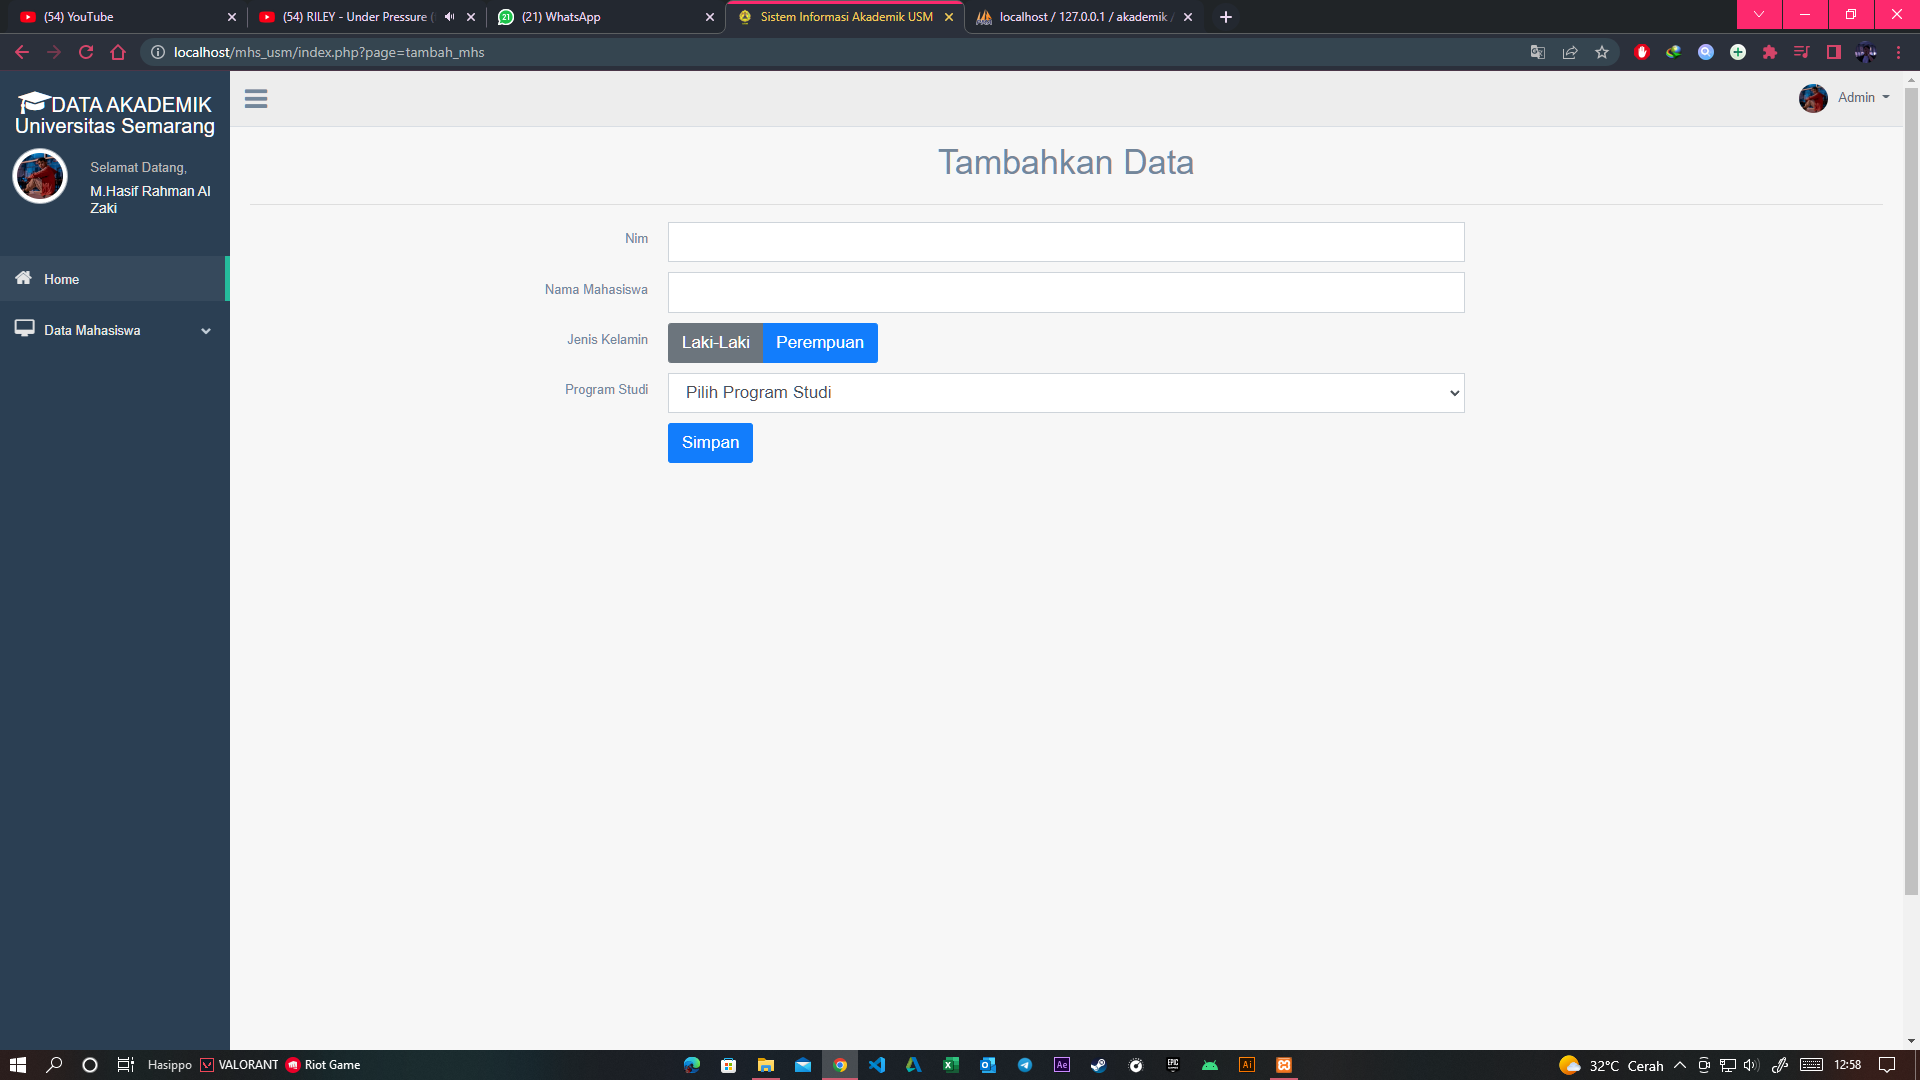 (54) YouTube
(54) RILEY - Under Pressure (
(21) WhatsApp
Sistem Informasi Akademik USM
localhost / 127.0.0.1 / akademik /
localhost/mhs_usm/index.php?page=tambah_mhs
DATA AKADEMIK
Universitas Semarang
Selamat Datang,
M.Hasif Rahman Al
Zaki
Home
Data Mahasiswa
Admin
Tambahkan Data
Nim
Nama Mahasiswa
Jenis Kelamin
Laki-Laki
Perempuan
Program Studi
Pilih Program Studi
Simpan
Hasippo
VALORANT
Riot Game
Ae
EPIC
Ai
32°C Cerah
12:58